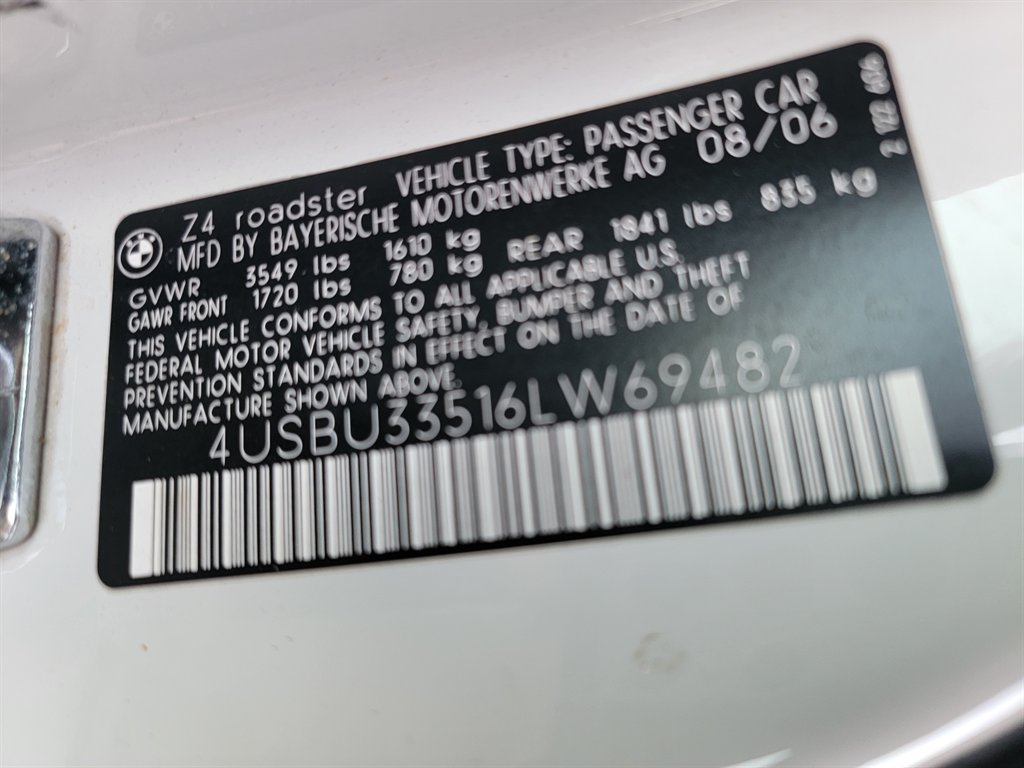 Z4 roadster VEHICLE TYPE: PASSENGER CAR
MFD BY BAYERISCHE MOTORENWERKE AG 08/06
GVWR 3549 lbs 1610 kg
GAWR FRONT 1720 lbs 780 kg REAR 1841 lbs 835 kg
THIS VEHICLE CONFORMS TO ALL APPLICABLE U.S.
FEDERAL MOTOR VEHICLE SAFETY, BUMPER AND THEFT
PREVENTION STANDARDS IN EFFECT ON THE DATE OF
MANUFACTURE SHOWN ABOVE.
4USBU33516LW69482